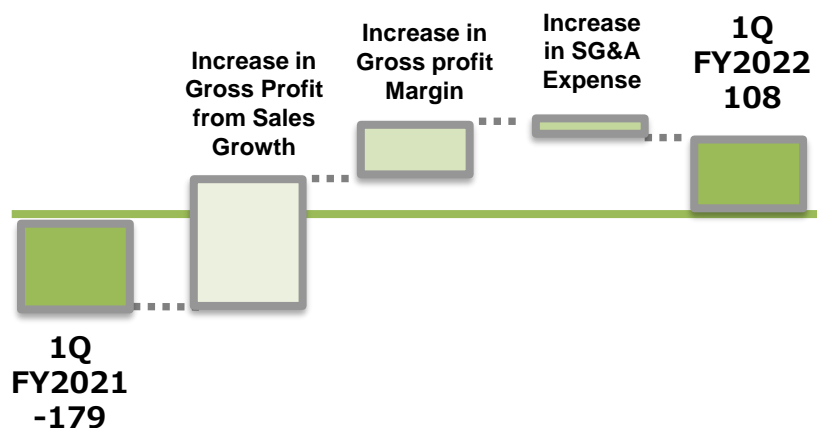 Increase in
Gross Profit
from Sales
Growth
Increase in
Gross profit
Margin
Increase
in SG&A
Expense
1Q
FY2022
108
1Q
FY2021
-179